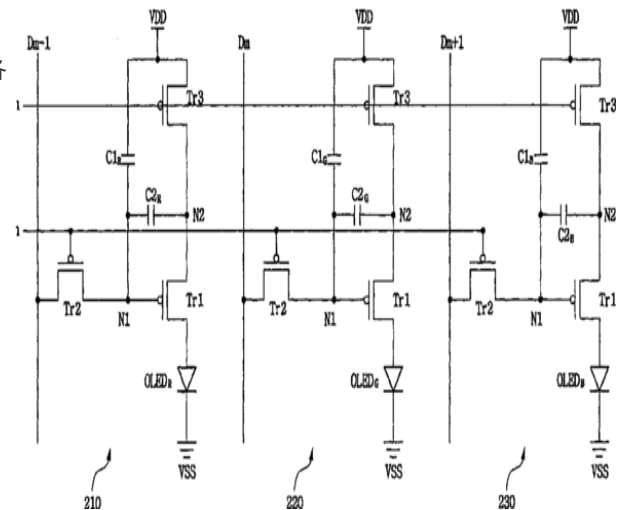 VDD VDD VDD
Dm-1 Dm Dm+1
Tr3 Tr3 Tr3
1
C1R C1G C1B
C2R C2G
N2 N2 N2
C2B
1
Tr1 Tr1 Tr1
Tr2 N1 Tr2 N1 Tr2 N1
OLEDR OLEDG OLEDB
VSS VSS VSS
210 220 230